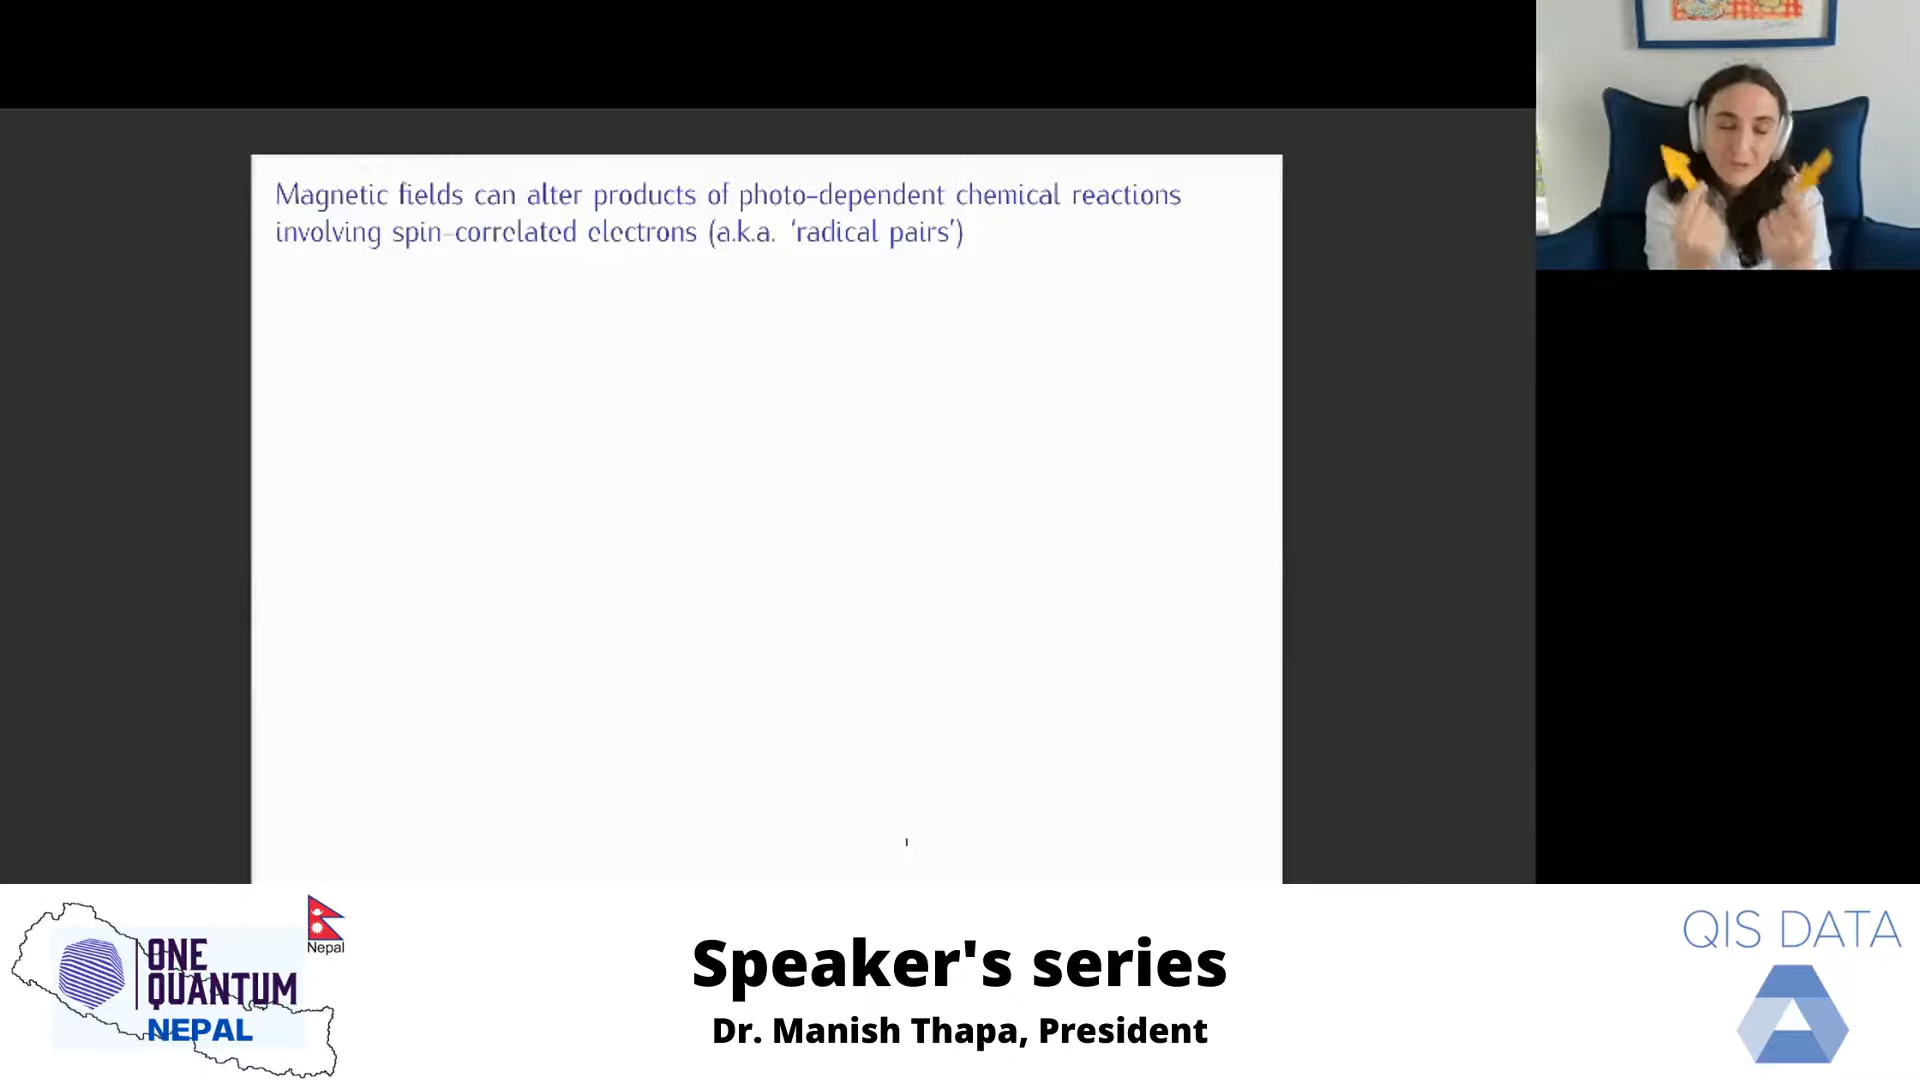 Magnetic fields can alter products of photo-dependent chemical reactions
involving spin-correlated electrons (a.k.a. 'radical pairs')
Nepal
ONE
QUANTUM
NEPAL
Speaker's series
Dr. Manish Thapa, President
QIS DATA